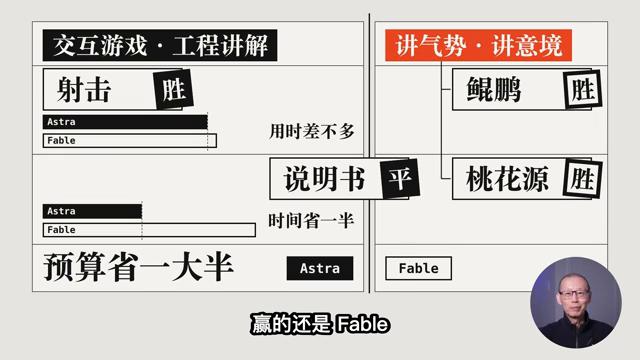 交互游戏·工程讲解
射击 胜
Astra
Fable
用时差不多
说明书 平
Astra
Fable
时间省一半
预算省一大半
Astra
讲气势·讲意境
鲲鹏 胜
桃花源 胜
Fable
赢的还是 Fable